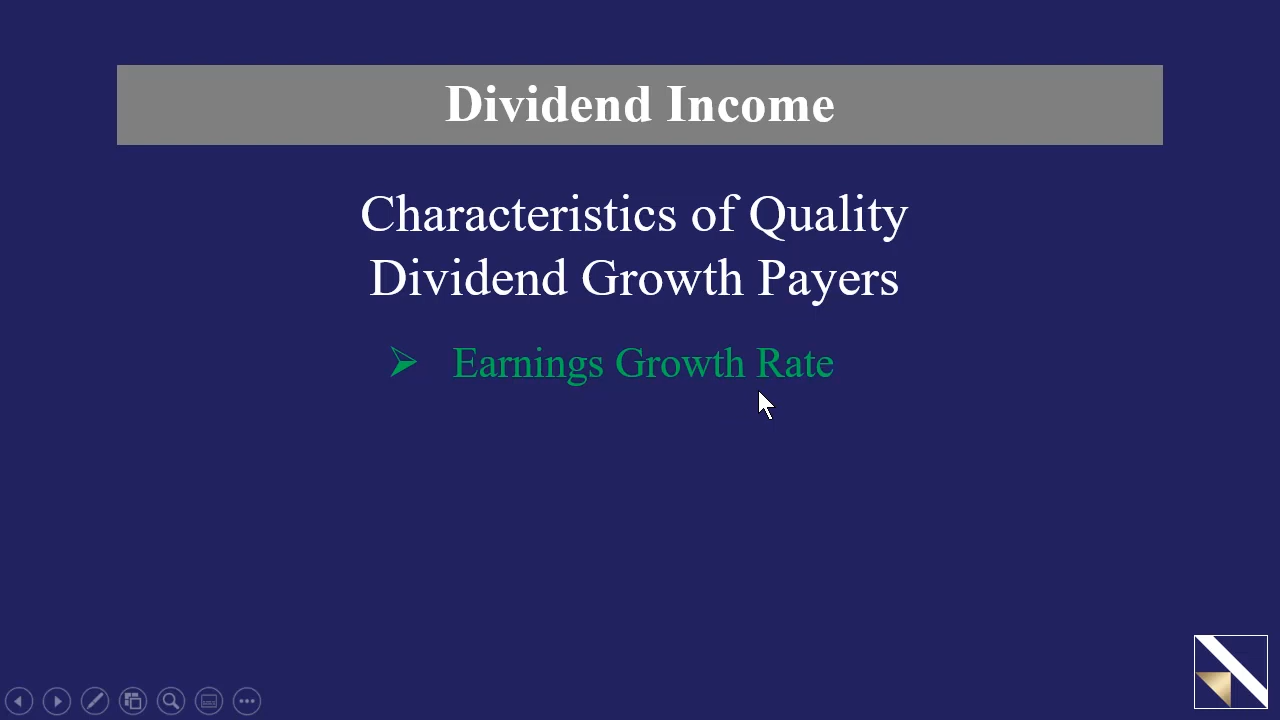 Dividend Income
Characteristics of Quality
Dividend Growth Payers
➢ Earnings Growth Rate